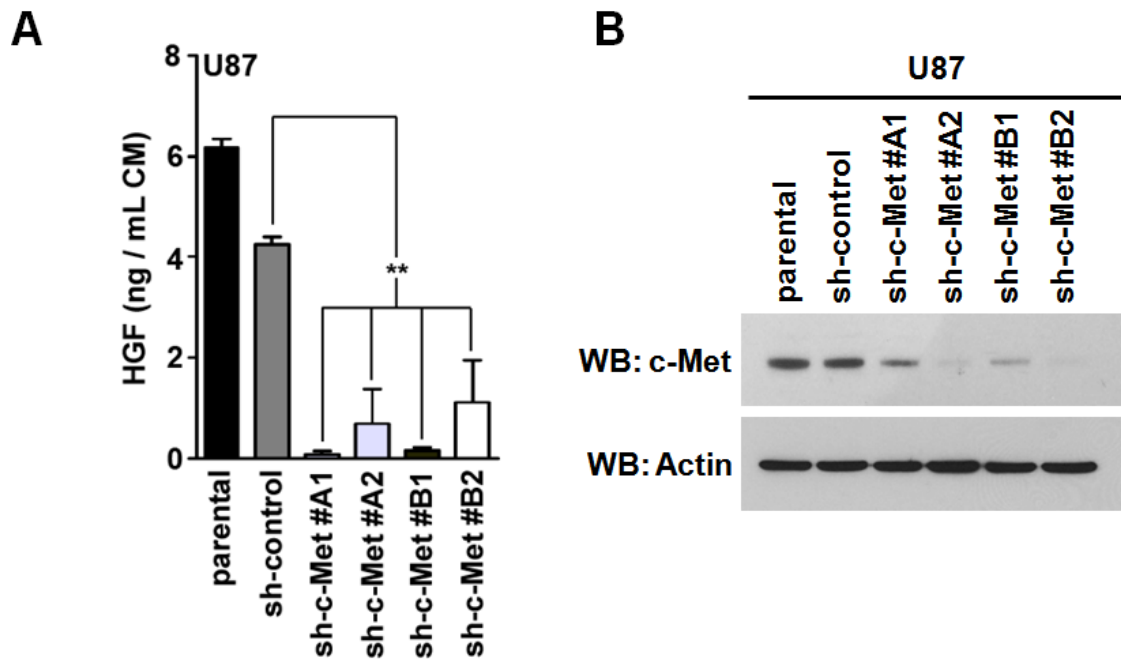 A
HGF (ng / mL CM)
8
6
4
2
0
U87
**
parental
sh-control
sh-c-Met #A1
sh-c-Met #A2
sh-c-Met #B1
sh-c-Met #B2
B
U87
parental
sh-control
sh-c-Met #A1
sh-c-Met #A2
sh-c-Met #B1
sh-c-Met #B2
WB: c-Met
WB: Actin